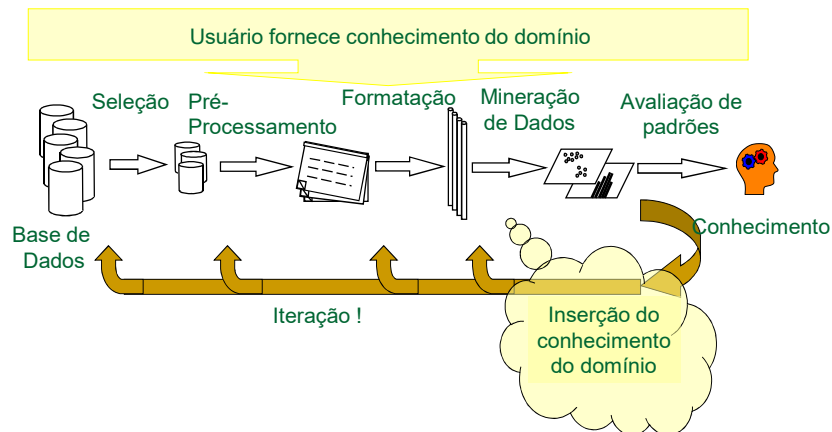 Usuário fornece conhecimento do domínio
Seleção
Pré-
Processamento
Formatação
Mineração
de Dados
Avaliação de
padrões
Base de
Dados
Conhecimento
Iteração !
Inserção do
conhecimento
do domínio